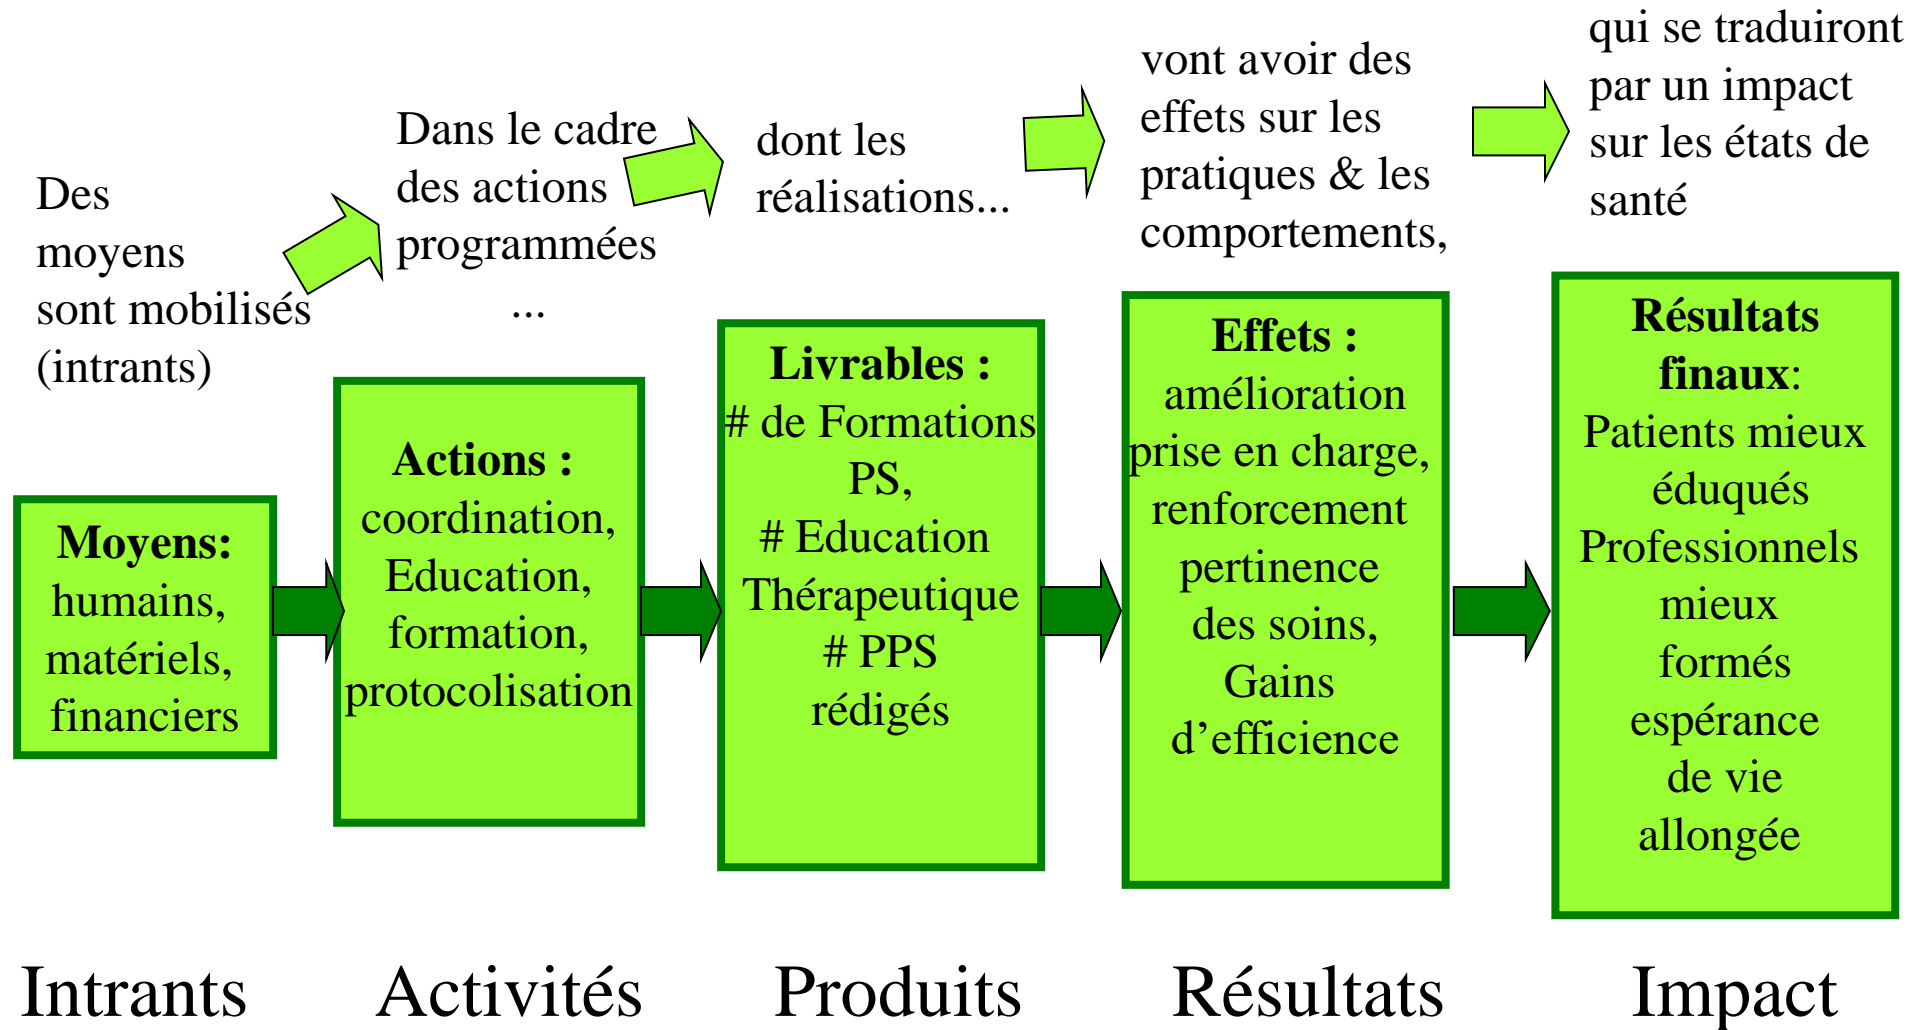 Des
moyens
sont mobilisés
(intrants)
Dans le cadre
des actions
programmées
...
dont les
réalisations...
vont avoir des
effets sur les
pratiques & les
comportements,
qui se traduiront
par un impact
sur les états de
santé
Moyens:
humains,
matériels,
financiers
Actions :
coordination,
Education,
formation,
protocolisation
Livrables :
# de Formations
PS,
# Education
Thérapeutique
# PPS
rédigés
Effets :
amélioration
prise en charge,
renforcement
pertinence
des soins,
Gains
d’efficience
Résultats
finaux:
Patients mieux
éduqués
Professionnels
mieux
formés
espérance
de vie
allongée
Intrants
Activités
Produits
Résultats
Impact